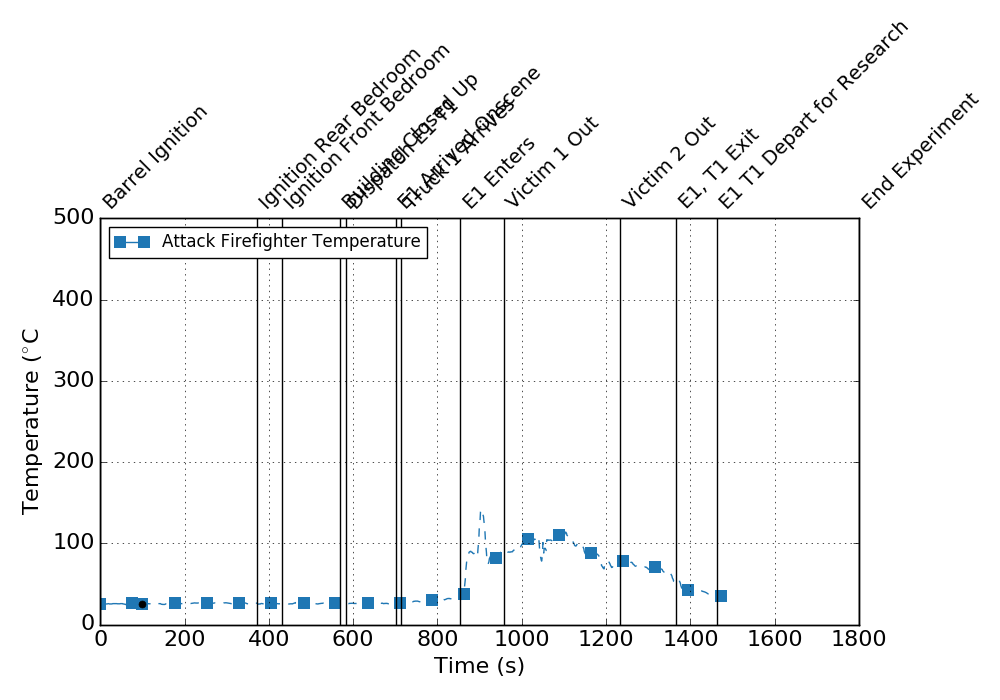 Barrel Ignition
Ignition Rear Bedroom
Ignition Front Bedroom
Building Closed Up
Dispatch E1 T1
E1 Arrived Onscene
Truck 1 Arrives
E1 Enters
Victim 1 Out
Victim 2 Out
E1, T1 Exit
E1 T1 Depart for Research
End Experiment
Attack Firefighter Temperature
500
400
300
200
100
0
Temperature (°C
0 200 400 600 800 1000 1200 1400 1600 1800
Time (s)